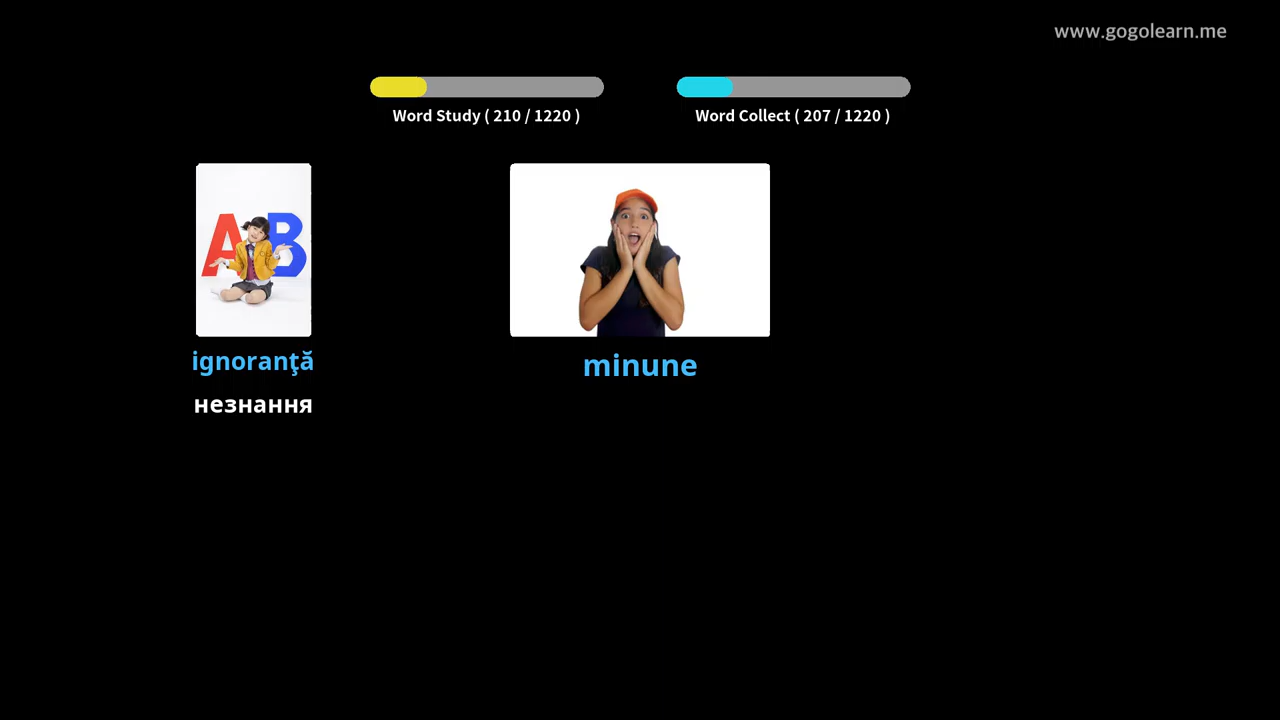 www.gogolearn.me
Word Study ( 210 / 1220 )
Word Collect ( 207 / 1220 )
A B
ignoranţă
minune
незнання